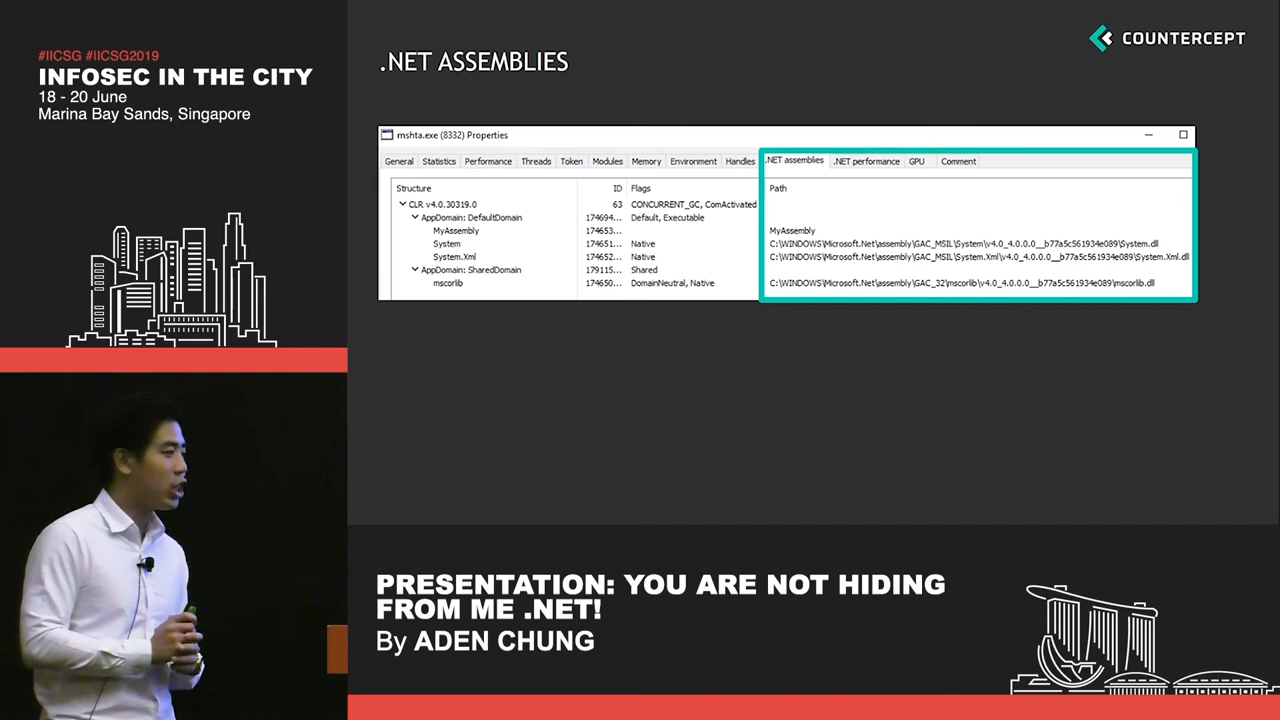 #IICSG #IICSG2019
INFOSEC IN THE CITY
18 - 20 June
Marina Bay Sands, Singapore
.NET ASSEMBLIES
COUNTERCEPT
mshta.exe (8332) Properties
General Statistics Performance Threads Token Modules Memory Environment Handles .NET assemblies .NET performance GPU Comment
Structure ID Flags Path
CLR v4.0.30319.0 63 CONCURRENT_GC, ComActivated
AppDomain: DefaultDomain 174694... Default, Executable
MyAssembly 174653... MyAssembly
System 174651... Native C:\WINDOWS\Microsoft.Net\assembly\GAC_MSIL\System\v4.0_4.0.0.0__b77a5c561934e089\System.dll
System.Xml 174652... Native C:\WINDOWS\Microsoft.Net\assembly\GAC_MSIL\System.Xml\v4.0_4.0.0.0__b77a5c561934e089\System.Xml.dll
AppDomain: SharedDomain 179115... Shared
mscorlib 174650... DomainNeutral, Native C:\WINDOWS\Microsoft.Net\assembly\GAC_32\mscorlib\v4.0_4.0.0.0__b77a5c561934e089\mscorlib.dll
PRESENTATION: YOU ARE NOT HIDING
FROM ME .NET!
By ADEN CHUNG